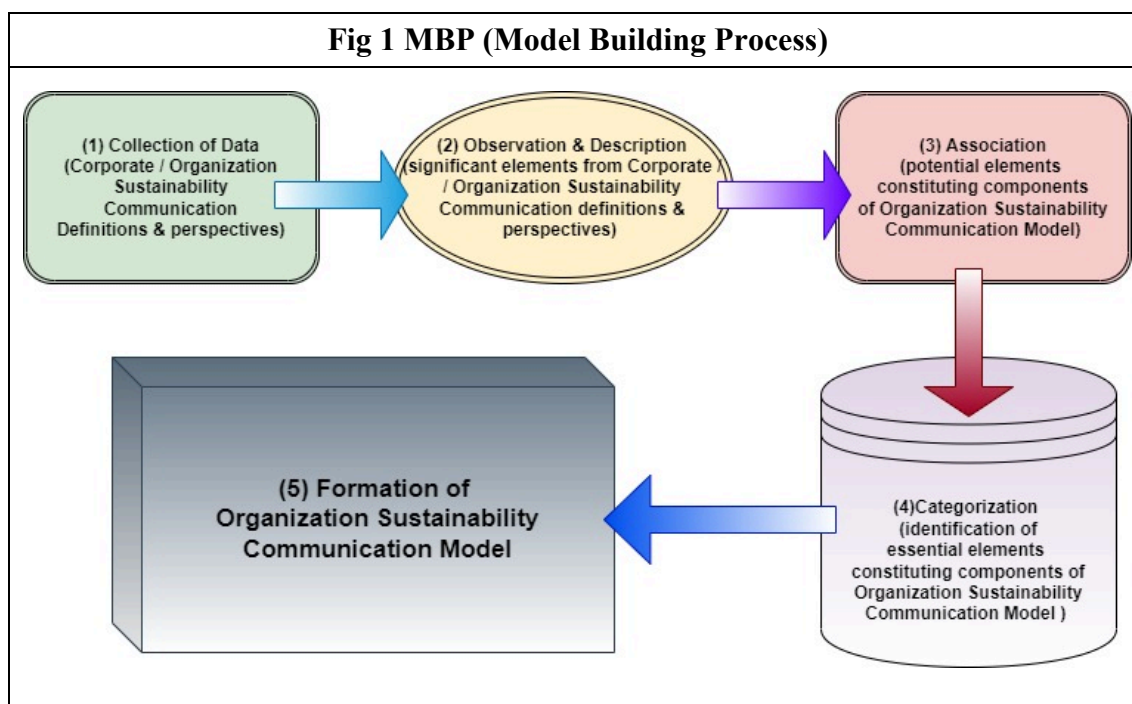 Fig 1 MBP (Model Building Process)
(1) Collection of Data
(Corporate / Organization
Sustainability
Communication
Definitions & perspectives)
(2) Observation & Description
(significant elements from Corporate /
/ Organization Sustainability
Communication definitions &
perspectives)
(3) Association
(potential elements
constituting components
of Organization Sustainability
Communication Model)
(4)Categorization
(identification of
essential elements
constituting components of
Organization Sustainability
Communication Model )
(5) Formation of
Organization Sustainability
Communication Model